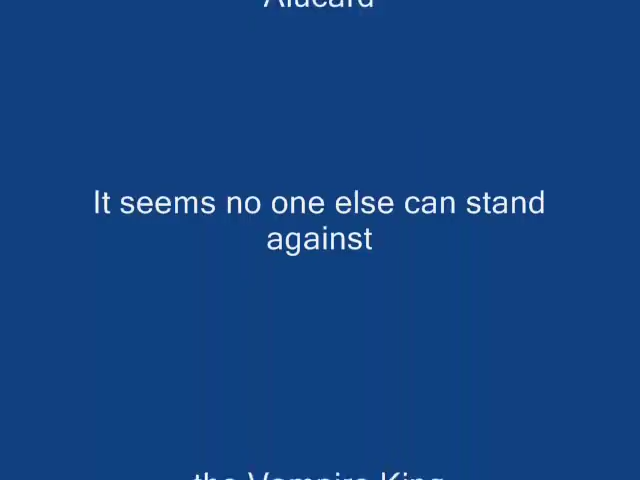 Alucard
It seems no one else can stand
against
the Vampire King